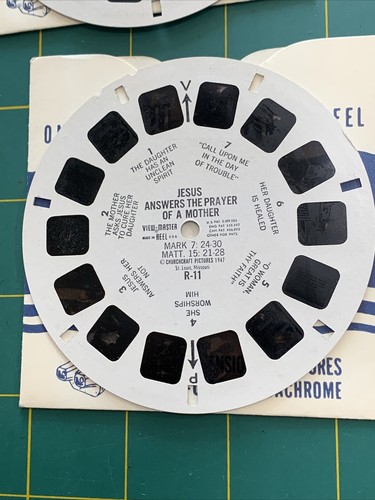 V
1
THE DAUGHTER
HAS AN
UNCLEAN
SPIRIT
7
"CALL UPON ME
IN THE DAY
OF TROUBLE"
2
THE MOTHER
ASKS JESUS
TO CURE HER
DAUGHTER
JESUS
ANSWERS THE PRAYER
OF A MOTHER
VIEW-MASTER
MADE IN REEL U.S.A.
MARK 7: 24-30
MATT. 15: 21-28
© CHURCHCRAFT PICTURES 1947
St. Louis, Missouri
R-11
6
HER DAUGHTER
IS HEALED
3
JESUS
ANSWERS HER
NOT
4
SHE
WORSHIPS
HIM
5
"O WOMAN,
GREAT IS
THY FAITH"
EEL
URES
ACHROME